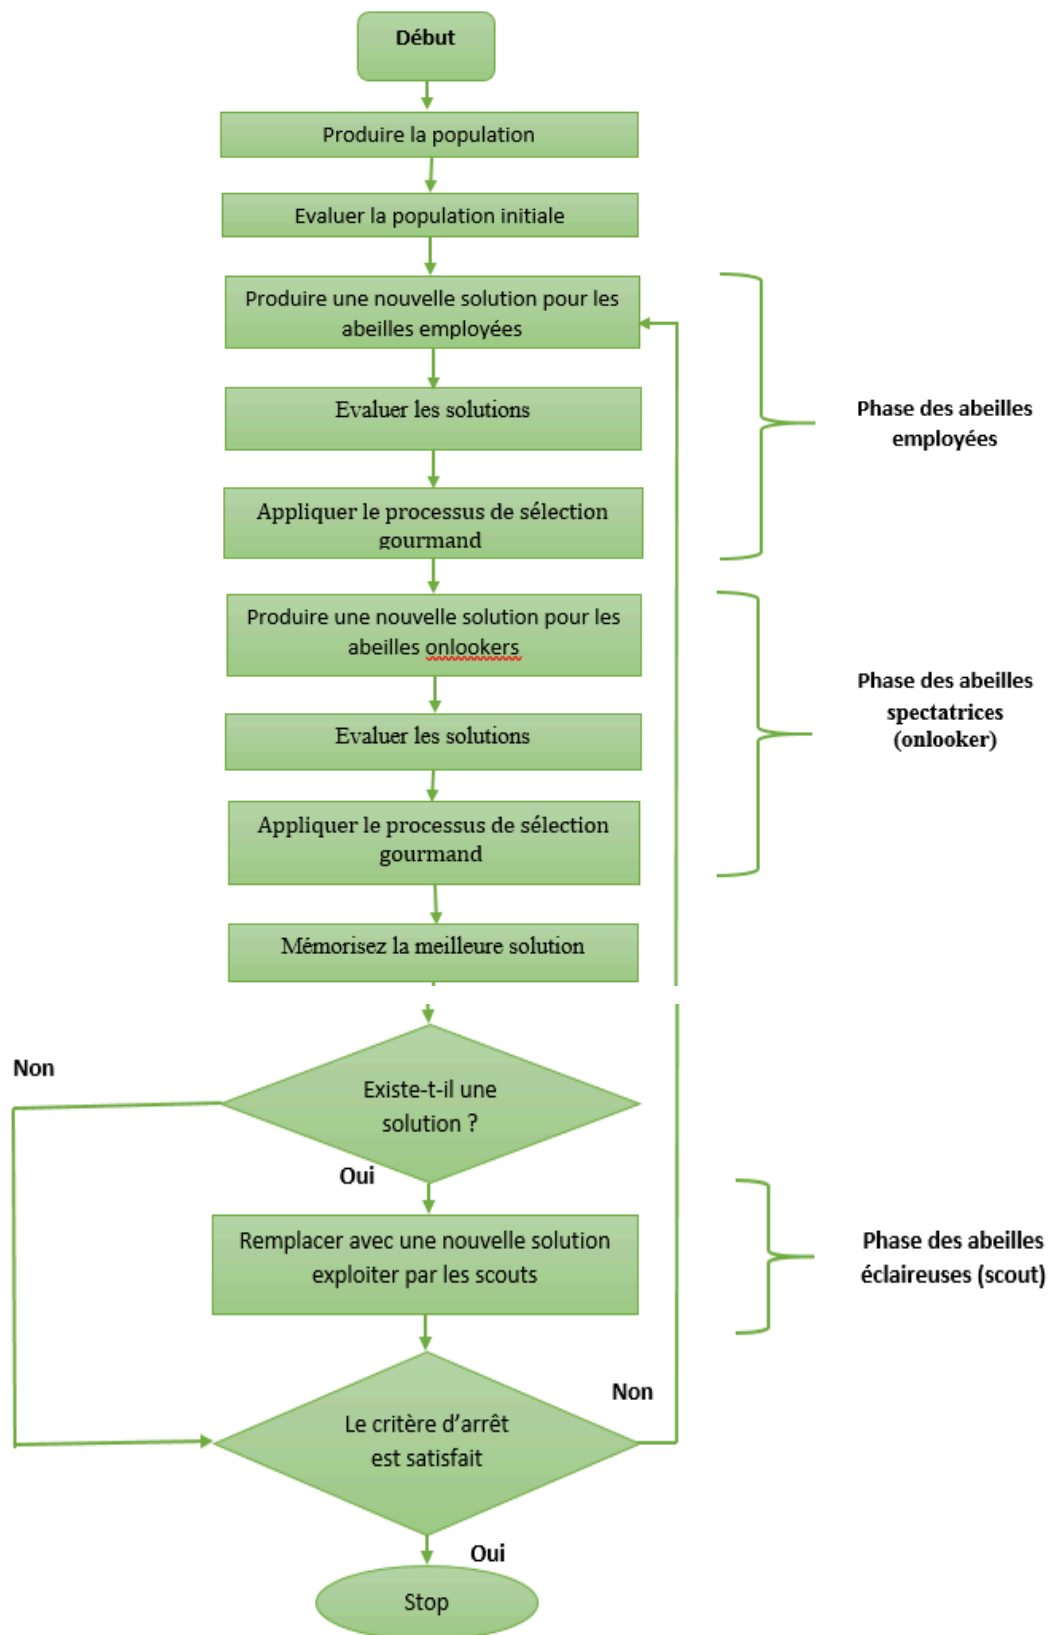 Début
Produire la population
Evaluer la population initiale
Produire une nouvelle solution pour les
abeilles employées
Evaluer les solutions
Appliquer le processus de sélection
gourmand
Phase des abeilles
employées
Produire une nouvelle solution pour les
abeilles onlookers
Evaluer les solutions
Appliquer le processus de sélection
gourmand
Phase des abeilles
spectatrices
(onlooker)
Mémorisez la meilleure solution
Non
Existe-t-il une
solution ?
Oui
Remplacer avec une nouvelle solution
exploiter par les scouts
Phase des abeilles
éclaireuses (scout)
Non
Le critère d’arrêt
est satisfait
Oui
Stop